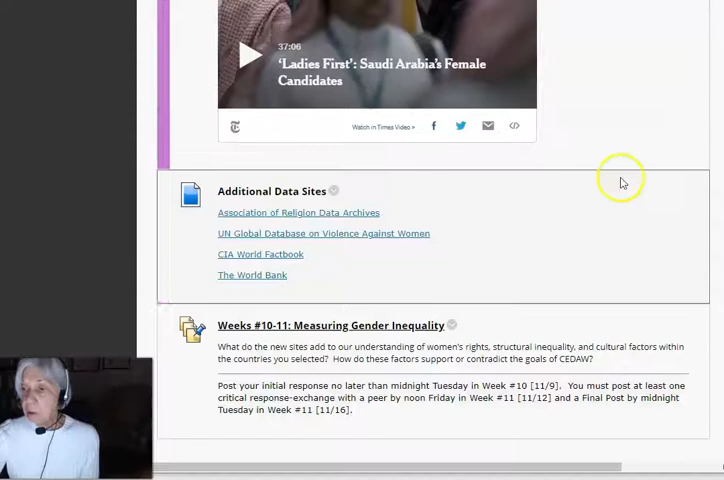 37:06
‘Ladies First’: Saudi Arabia’s Female
Candidates
T
Watch in Times Video »
f
Additional Data Sites
Association of Religion Data Archives
UN Global Database on Violence Against Women
CIA World Factbook
The World Bank
Weeks #10-11: Measuring Gender Inequality
What do the new sites add to our understanding of women's rights, structural inequality, and cultural factors within
the countries you selected?  How do these factors support or contradict the goals of CEDAW?
Post your initial response no later than midnight Tuesday in Week #10 [11/9].  You must post at least one
critical response-exchange with a peer by noon Friday in Week #11 [11/12] and a Final Post by midnight
Tuesday in Week #11 [11/16].